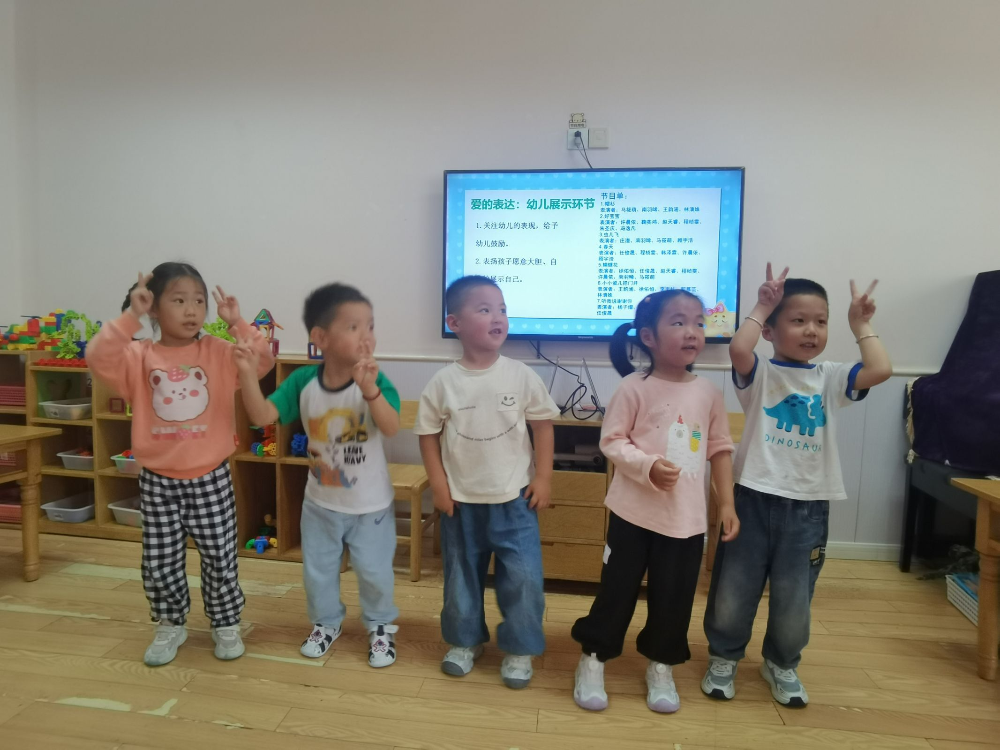 节约用电
爱的表达：幼儿展示环节
1.关注幼儿的表现，给予
幼儿鼓励。
2.表扬孩子愿意大胆、自
展示自己。
节目单：
1.帽衫
表演者：马筱萌、南羽晞、王韵涵、林清姝
2.好宝宝
表演者：许晨依、鞠奕鸿、赵天睿、程桢雯、
朱圣庆、冯逸凡
3.虫儿飞
表演者：庄溢、南羽晞、马筱萌、顾宇浩
4.春天
表演者：任俊晟、程桢雯、韩泽霖、许晨依、
顾宇浩
5.蝴蝶花
表演者：徐佑恒、任俊晟、赵天睿、程桢雯、
许晨依、南羽晞、马筱萌
6.小小蛋儿把门开
表演者：王韵涵、徐佑恒、
林清姝
7.听我说谢谢你
表演者：杨子熠、
任俊晟
Skyworth
DINOSAUR